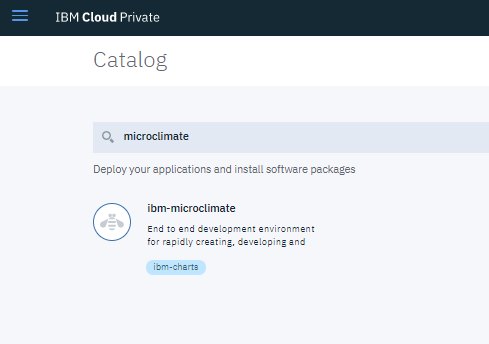 IBM Cloud Private
Catalog
microclimate
Deploy your applications and install software packages
ibm-microclimate
End to end development environment
for rapidly creating, developing and
ibm-charts